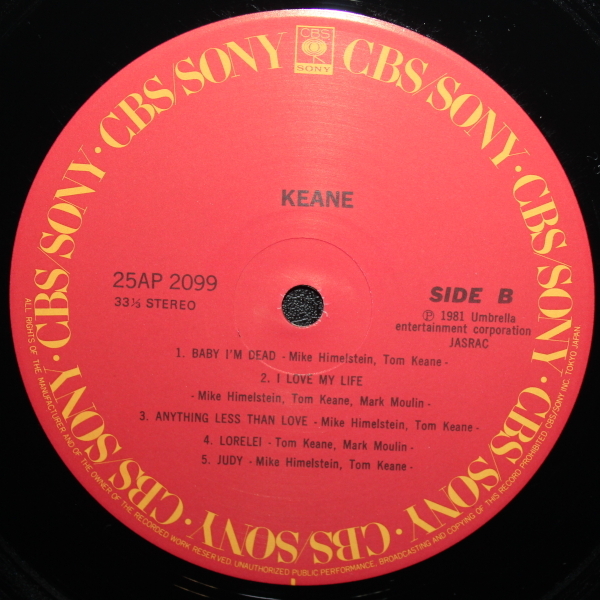 CBS
SONY
CBS/SONY · CBS/SONY · CBS/SONY · CBS/SONY · CBS/SONY · CBS/SONY · CBS/SONY · CBS/SONY ·
KEANE
25AP 2099
33⅓ STEREO
SIDE B
℗ 1981 Umbrella
entertainment corporation
JASRAC
1. BABY I'M DEAD - Mike Himelstein, Tom Keane -
2. I LOVE MY LIFE
- Mike Himelstein, Tom Keane, Mark Moulin -
3. ANYTHING LESS THAN LOVE - Mike Himelstein, Tom Keane -
4. LORELEI - Tom Keane, Mark Moulin -
5. JUDY - Mike Himelstein, Tom Keane -
ALL RIGHTS OF THE MANUFACTURER AND OF THE OWNER OF THE RECORDED WORK RESERVED. UNAUTHORIZED PUBLIC PERFORMANCE, BROADCASTING AND COPYING OF THIS RECORD PROHIBITED. CBS/SONY INC. TOKYO JAPAN